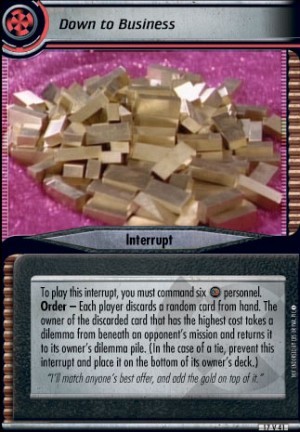 Down to Business
Interrupt
To play this interrupt, you must command six personnel.
Order – Each player discards a random card from hand. The
owner of the discarded card that has the highest cost takes a
dilemma from beneath an opponent's mission and returns it
to its owner's dilemma pile. (In the case of a tie, prevent this
interrupt and place it on the bottom of its owner's deck.)
"I'll match anyone's best offer, and add the gold on top of it."
17 V 41